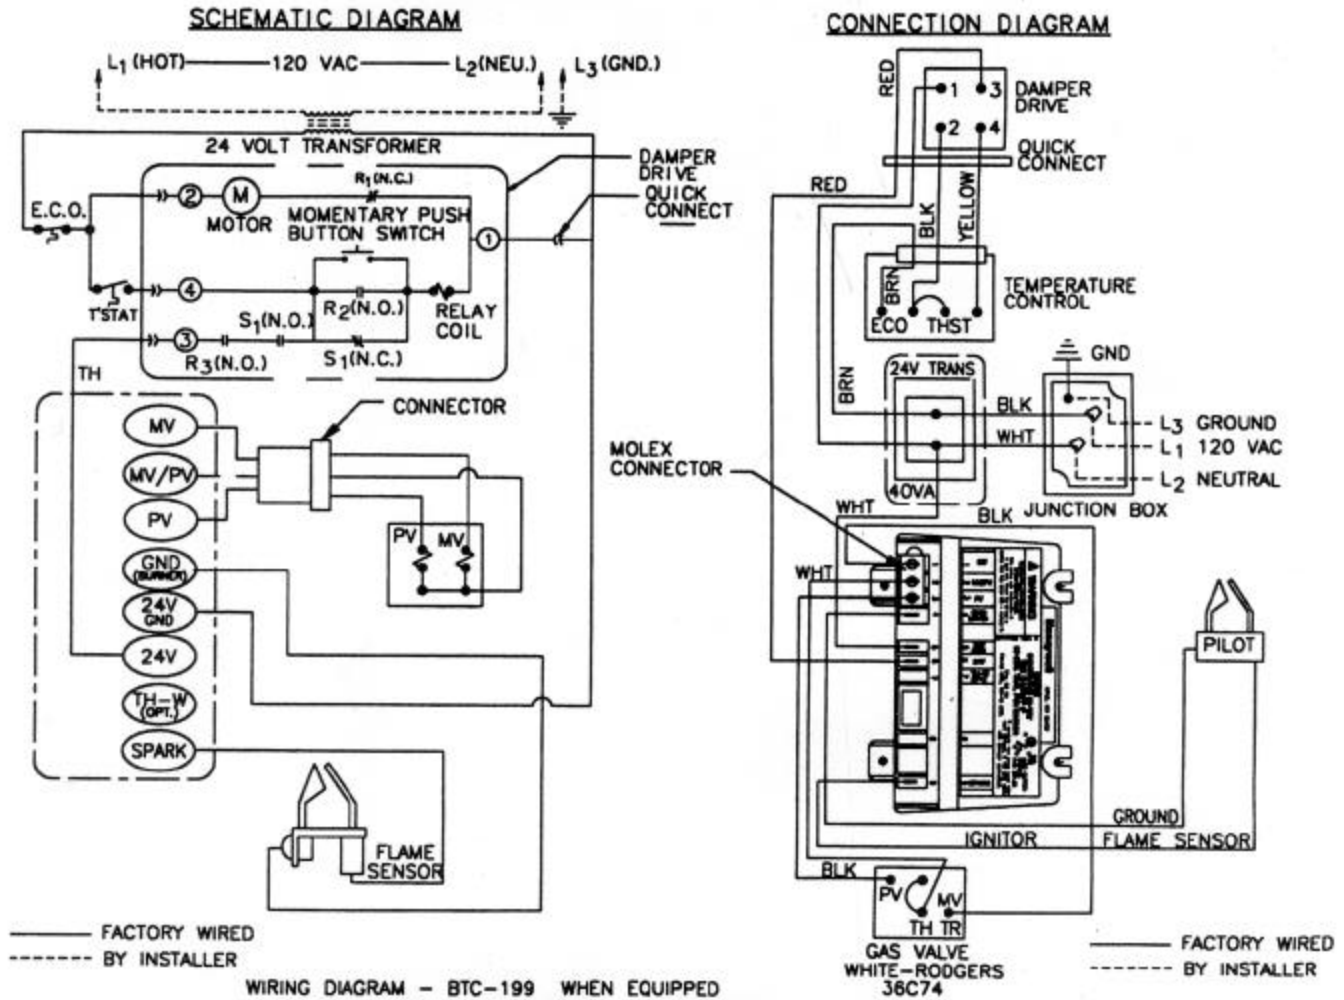 SCHEMATIC DIAGRAM
L1 (HOT) 120 VAC L2(NEU.) L3(GND.)
24 VOLT TRANSFORMER
DAMPER
DRIVE
QUICK
CONNECT
R1(N.C.)
2
M
MOTOR
MOMENTARY PUSH
BUTTON SWITCH
1
E.C.O.
T'STAT
4
R2(N.O.)
RELAY
COIL
S1(N.O.)
3
R3(N.O.)
S1(N.C.)
TH
CONNECTOR
MV
MV/PV
PV
GND
(BURNER)
24V
GND
24V
TH-W
(OPT.)
SPARK
PV MV
FLAME
SENSOR
FACTORY WIRED
BY INSTALLER
WIRING DIAGRAM - BTC-199 WHEN EQUIPPED
CONNECTION DIAGRAM
RED
1 3
2 4
DAMPER
DRIVE
QUICK
CONNECT
RED
BLK
YELLOW
BRN
TEMPERATURE
CONTROL
ECO THST
BRN
24V TRANS
40VA
BLK
WHT
GND
L3 GROUND
L1 120 VAC
L2 NEUTRAL
JUNCTION BOX
MOLEX
CONNECTOR
WHT
BLK
WHT
Honeywell
PILOT
GROUND
IGNITOR
FLAME SENSOR
BLK
PV
MV
TH TR
GAS VALVE
WHITE-RODGERS
36C74
FACTORY WIRED
BY INSTALLER